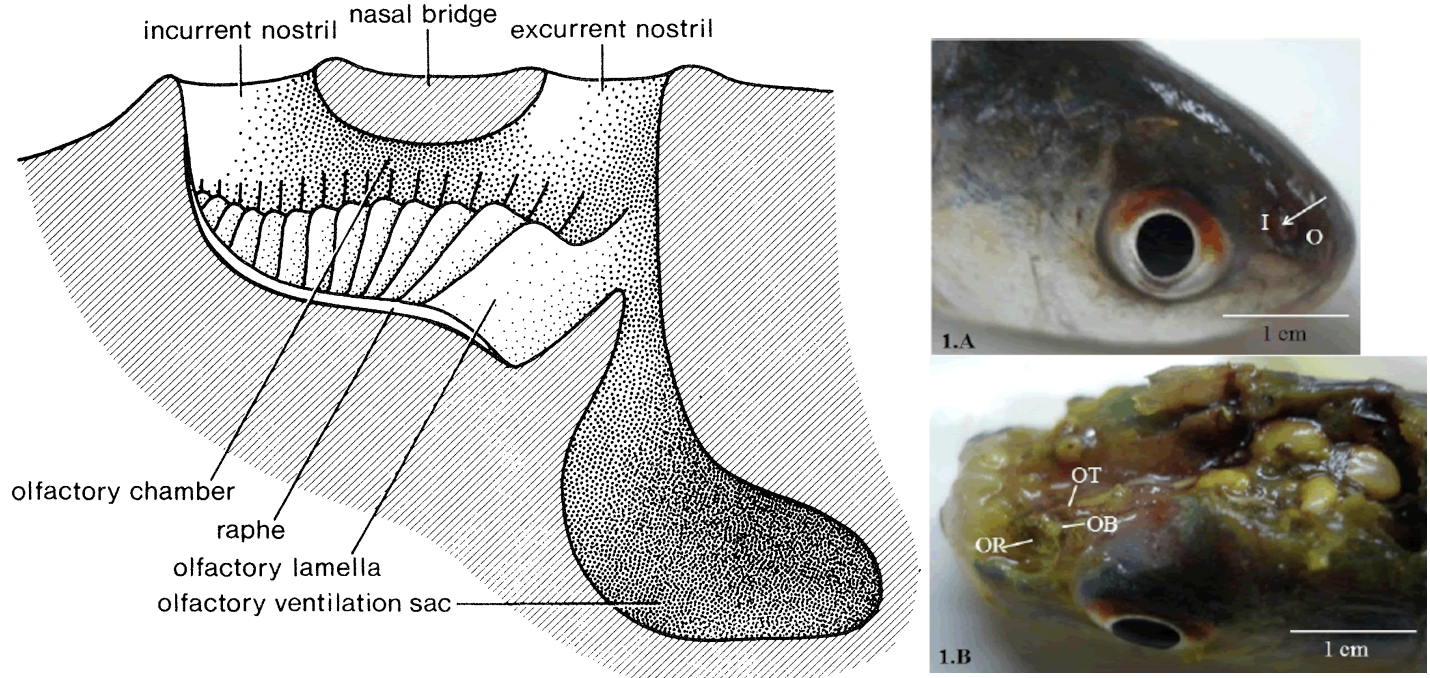 incurrent nostril
nasal bridge
excurrent nostril
olfactory chamber
raphe
olfactory lamella
olfactory ventilation sac
I
O
1 cm
1.A
OT
OB
OR
1 cm
1.B